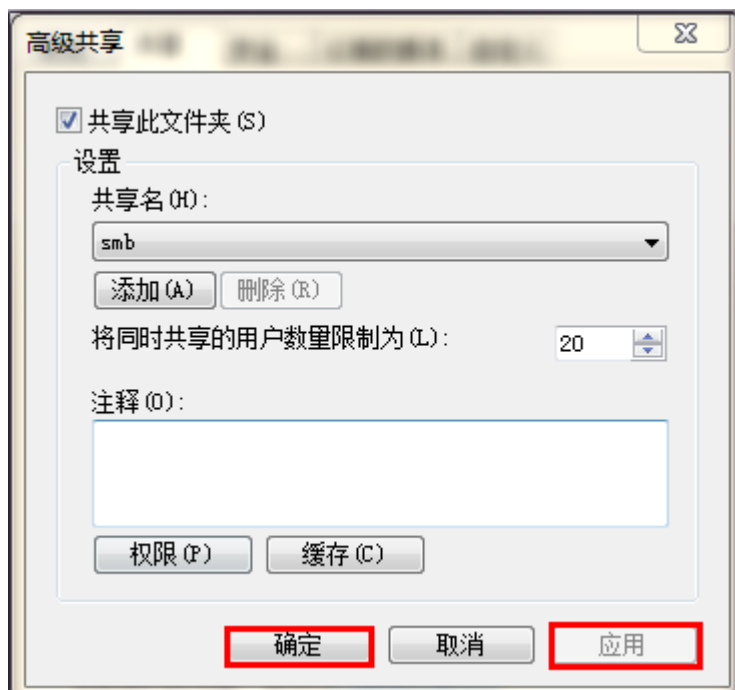 高级共享
共享此文件夹(S)
设置
共享名(H):
smb
添加(A) 删除(R)
将同时共享的用户数量限制为(L): 20
注释(O):
权限(P) 缓存(C)
确定 取消 应用